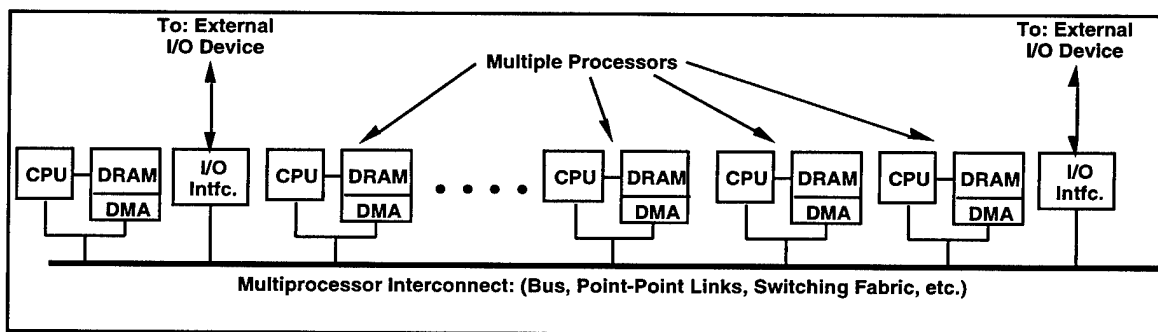 To: External
I/O Device
Multiple Processors
To: External
I/O Device
CPU
DRAM
DMA
I/O
Intfc.
CPU
DRAM
DMA
CPU
DRAM
DMA
CPU
DRAM
DMA
CPU
DRAM
DMA
I/O
Intfc.
Multiprocessor Interconnect: (Bus, Point-Point Links, Switching Fabric, etc.)